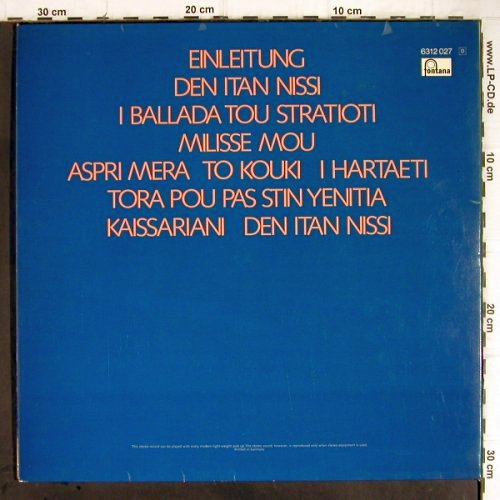 30 cm
20 cm
10 cm
6312 027 D
fontana
EINLEITUNG
DEN ITAN NISSI
I BALLADA TOU STRATIOTI
MILISSE MOU
ASPRI MERA TO KOUKI I HARTAETI
TORA POU PAS STIN YENITIA
KAISSARIANI DEN ITAN NISSI
www.LP-CD.de
10 cm
20 cm
30 cm